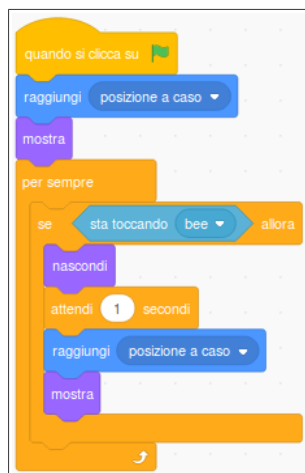 quando si clicca su
raggiungi posizione a caso
mostra
per sempre
se sta toccando bee allora
nascondi
attendi 1 secondi
raggiungi posizione a caso
mostra